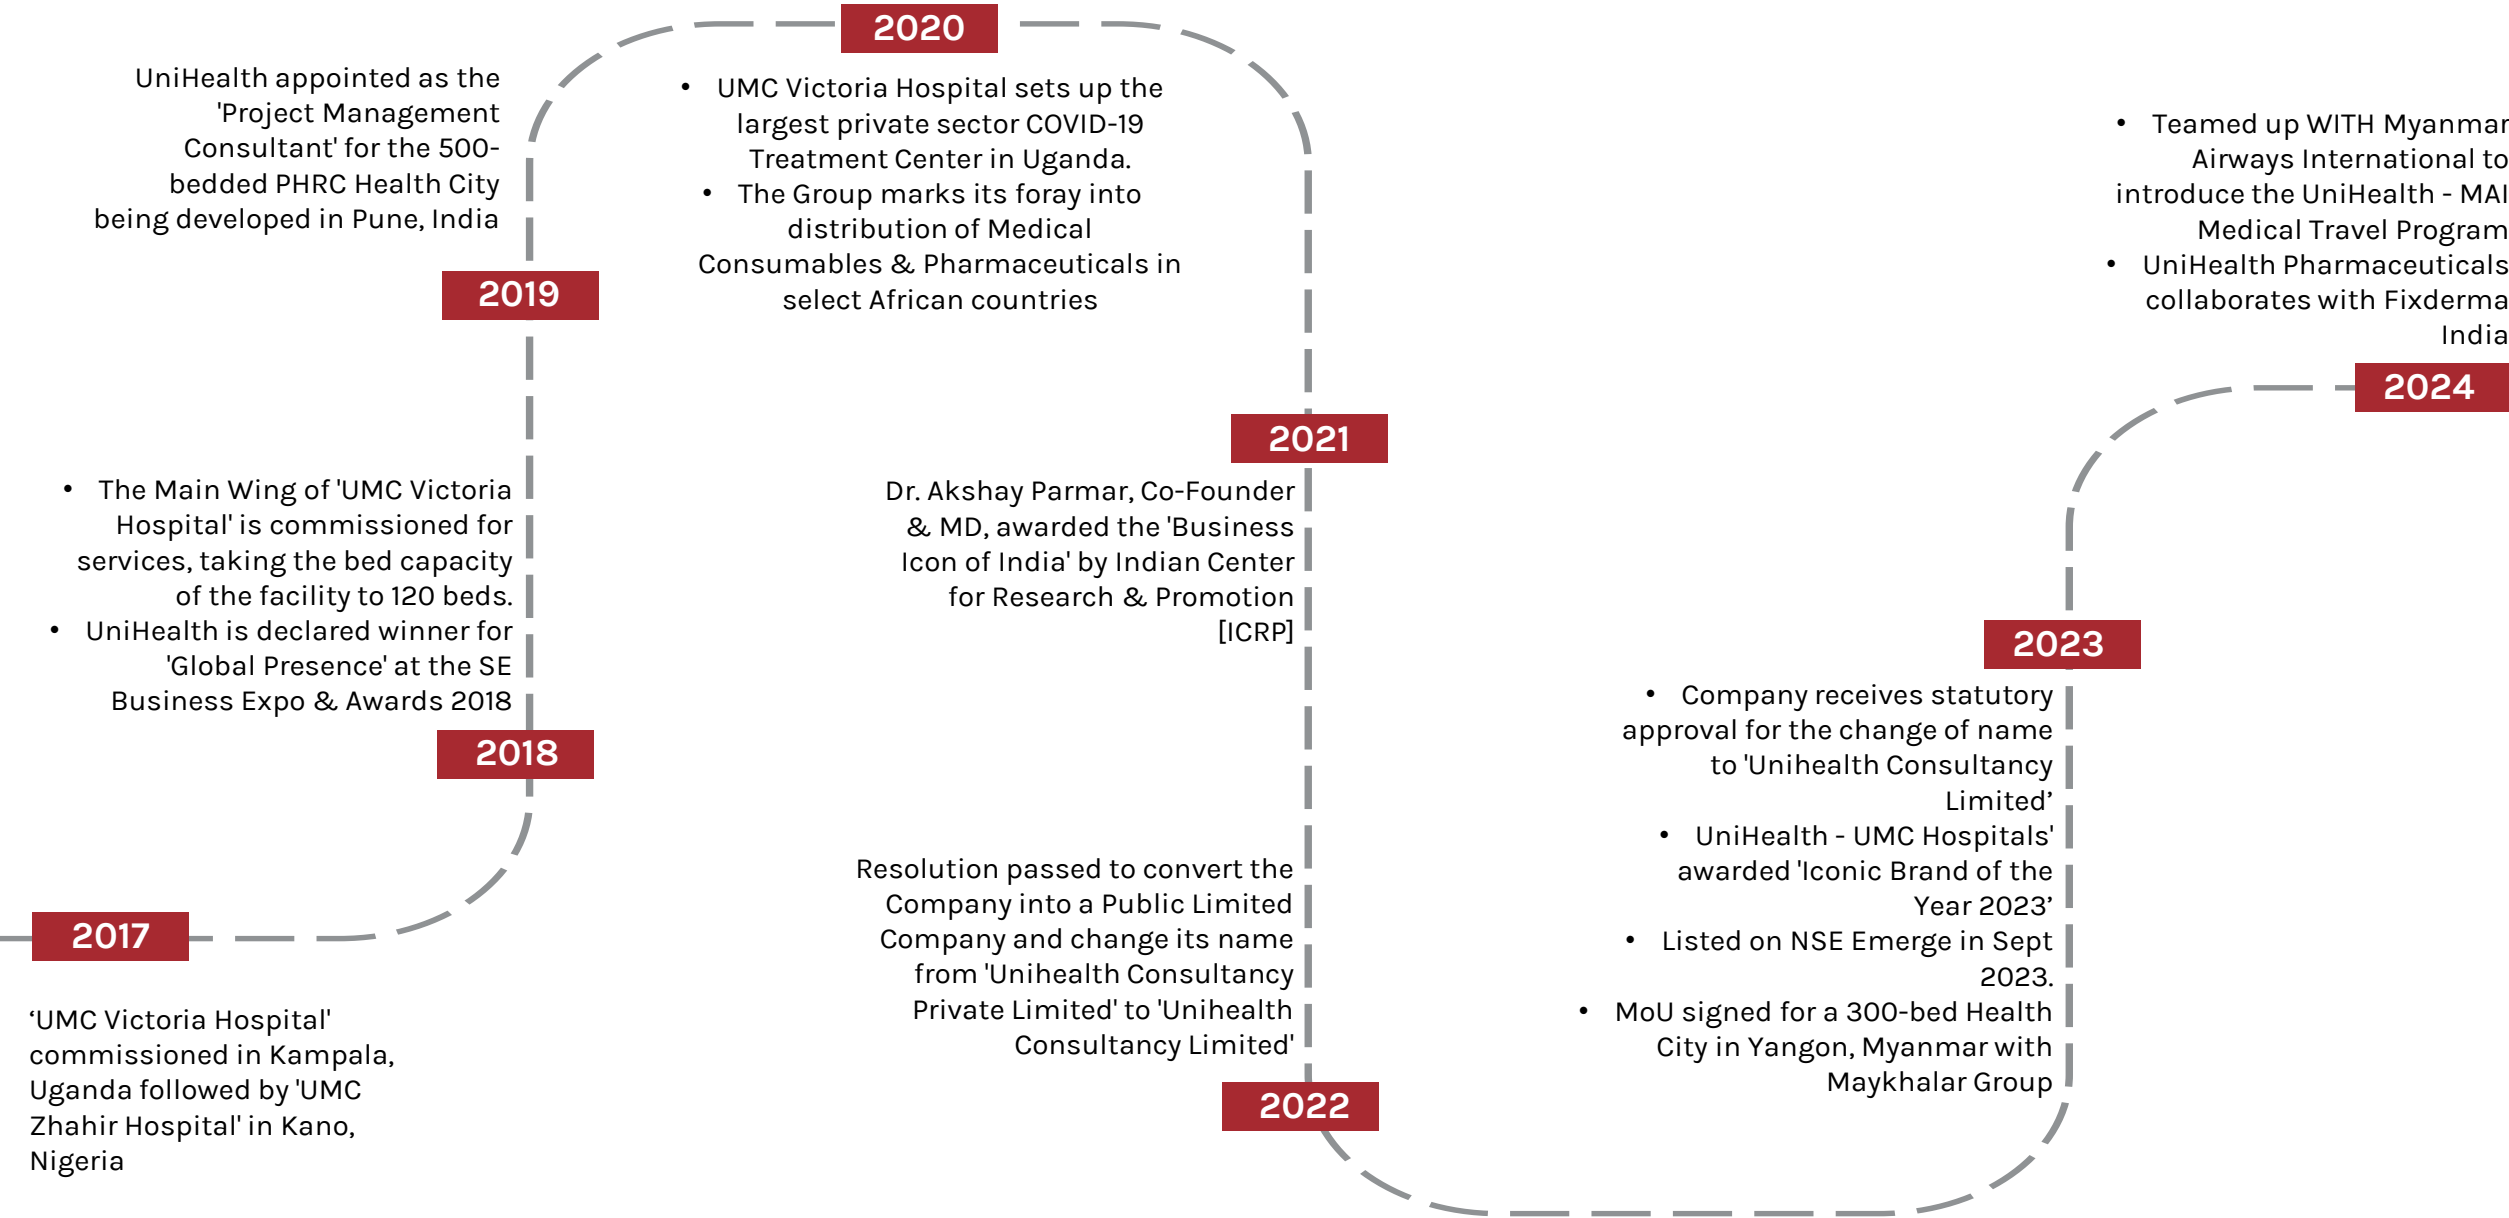 2017
‘UMC Victoria Hospital'
commissioned in Kampala,
Uganda followed by 'UMC
Zhahir Hospital' in Kano,
Nigeria
• The Main Wing of 'UMC Victoria
Hospital' is commissioned for
services, taking the bed capacity
of the facility to 120 beds.
• UniHealth is declared winner for
'Global Presence' at the SE
Business Expo & Awards 2018
2018
UniHealth appointed as the
'Project Management
Consultant' for the 500-
bedded PHRC Health City
being developed in Pune, India
2019
2020
• UMC Victoria Hospital sets up the
largest private sector COVID-19
Treatment Center in Uganda.
• The Group marks its foray into
distribution of Medical
Consumables & Pharmaceuticals in
select African countries
2021
Dr. Akshay Parmar, Co-Founder
& MD, awarded the 'Business
Icon of India' by Indian Center
for Research & Promotion
[ICRP]
Resolution passed to convert the
Company into a Public Limited
Company and change its name
from 'Unihealth Consultancy
Private Limited' to 'Unihealth
Consultancy Limited'
2022
2023
• Company receives statutory
approval for the change of name
to 'Unihealth Consultancy
Limited’
• UniHealth - UMC Hospitals'
awarded 'Iconic Brand of the
Year 2023’
• Listed on NSE Emerge in Sept
2023.
• MoU signed for a 300-bed Health
City in Yangon, Myanmar with
Maykhalar Group
• Teamed up WITH Myanmar
Airways International to
introduce the UniHealth - MAI
Medical Travel Program
• UniHealth Pharmaceuticals
collaborates with Fixderma
India
2024